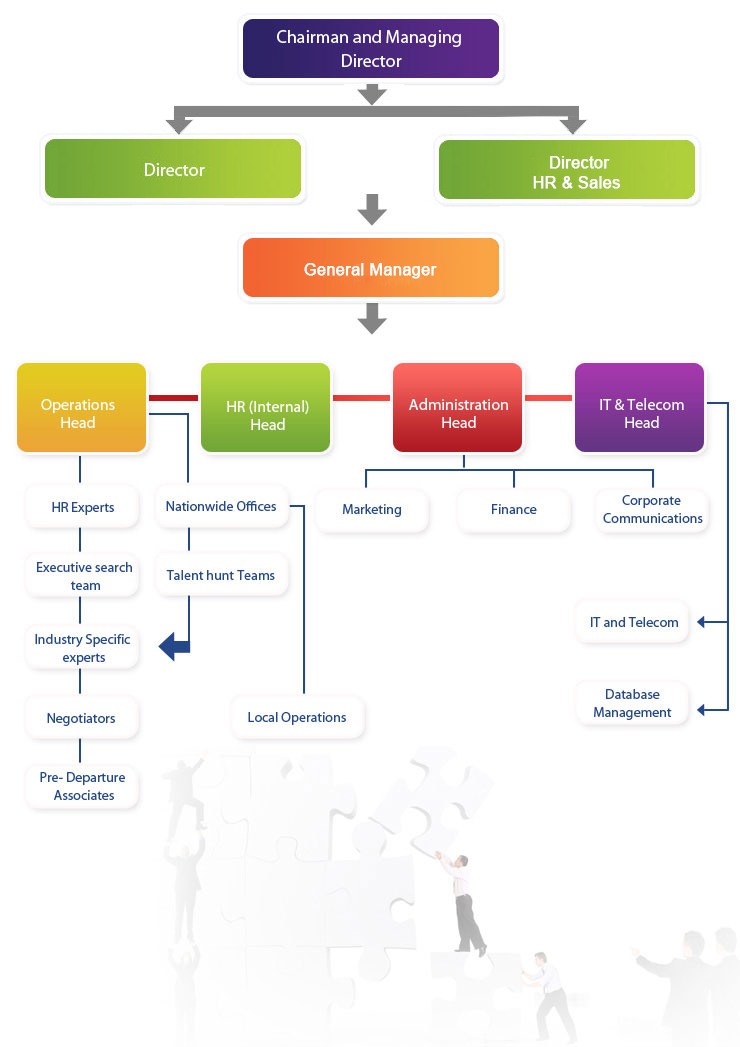 Chairman and Managing
Director
Director
Director
HR & Sales
General Manager
Operations
Head
HR (Internal)
Head
Administration
Head
IT & Telecom
Head
HR Experts
Nationwide Offices
Marketing
Finance
Corporate
Communications
Executive search
team
Talent hunt Teams
Industry Specific
experts
IT and Telecom
Negotiators
Local Operations
Database
Management
Pre- Departure
Associates